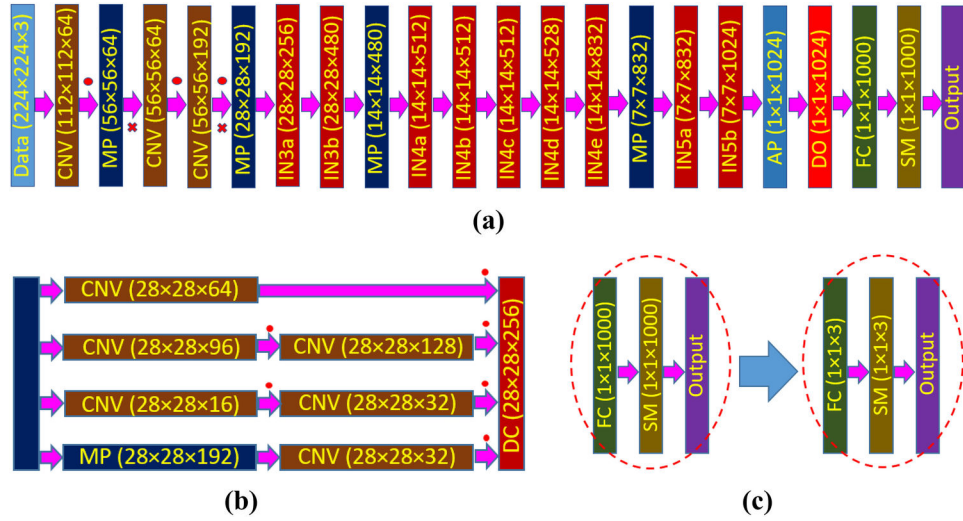 Data (224×224×3)
CNV (112×112×64)
MP (56×56×64)
CNV (56×56×64)
CNV (56×56×192)
MP (28×28×192)
IN3a (28×28×256)
IN3b (28×28×480)
MP (14×14×480)
IN4a (14×14×512)
IN4b (14×14×512)
IN4c (14×14×512)
IN4d (14×14×528)
IN4e (14×14×832)
MP (7×7×832)
IN5a (7×7×832)
IN5b (7×7×1024)
AP (1×1×1024)
DO (1×1×1024)
FC (1×1×1000)
SM (1×1×1000)
Output
(a)
CNV (28×28×64)
CNV (28×28×96)
CNV (28×28×128)
CNV (28×28×16)
CNV (28×28×32)
MP (28×28×192)
CNV (28×28×32)
DC (28×28×256)
(b)
FC (1×1×1000)
SM (1×1×1000)
Output
FC (1×1×3)
SM (1×1×3)
Output
(c)